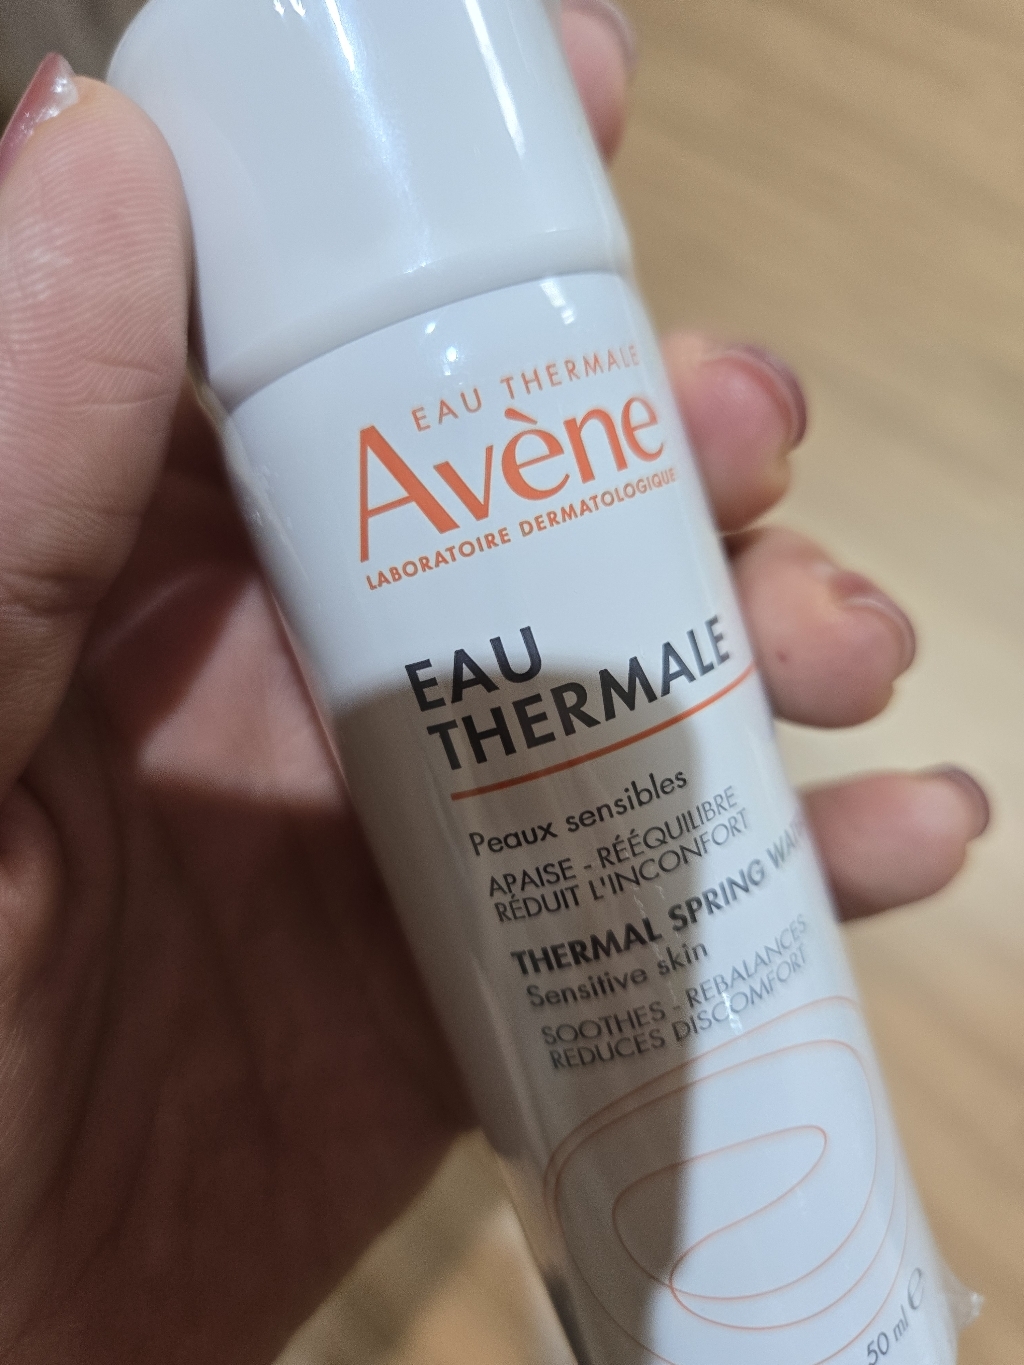 EAU THERMALE
Avène
LABORATOIRE DERMATOLOGIQUE
EAU
THERMALE
Peaux sensibles
APAISE - RÉÉQUILIBRE
RÉDUIT L'INCONFORT
THERMAL SPRING
Sensitive skin
SOOTHES - REBALANCES
REDUCES DISCOMFORT
50 ml e